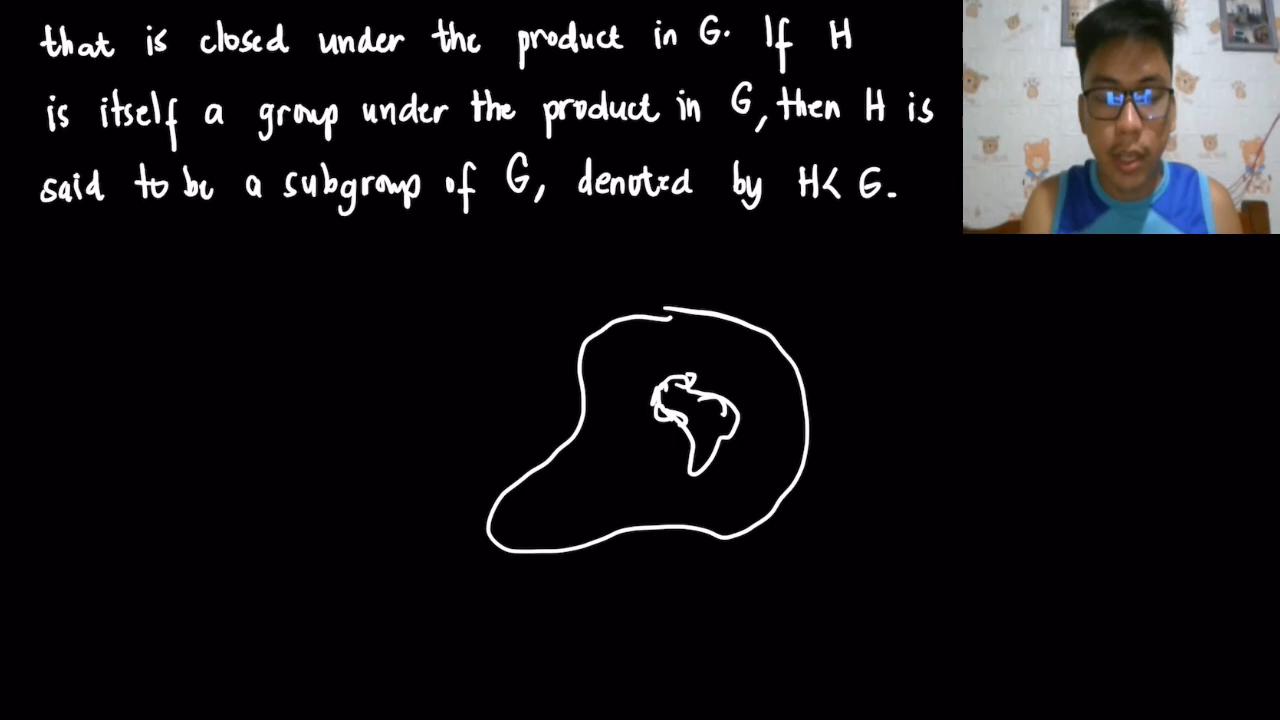 that is closed under the product in G. If H
is itself a group under the product in G, then H is
said to be a subgroup of G, denoted by H< G.